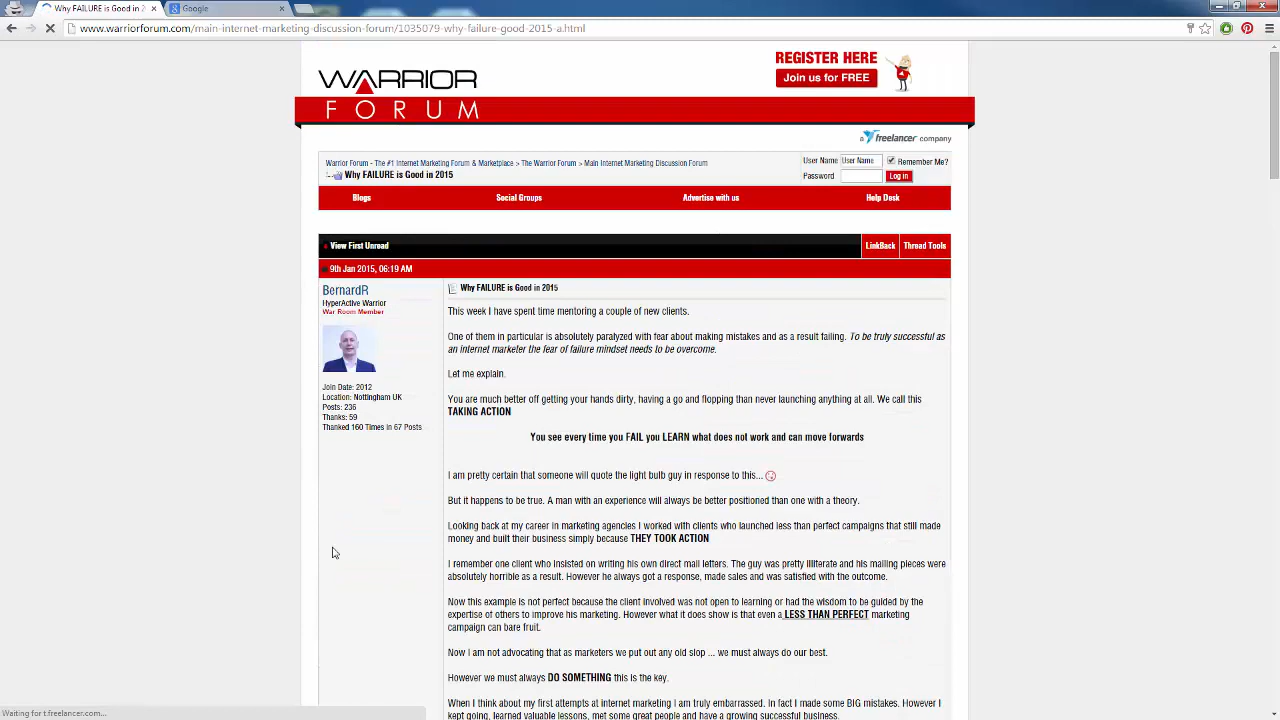 Why FAILURE is Good in 2
Google
www.warriorforum.com/main-internet-marketing-discussion-forum/1035079-why-failure-good-2015-a.html
REGISTER HERE
Join us for FREE
WARRIOR
FORUM
a freelancer company
Warrior Forum - The #1 Internet Marketing Forum & Marketplace > The Warrior Forum > Main Internet Marketing Discussion Forum
Why FAILURE is Good in 2015
User Name User Name Remember Me?
Password Log in
Blogs Social Groups Advertise with us Help Desk
View First Unread LinkBack Thread Tools
9th Jan 2015, 06:19 AM
BernardR
HyperActive Warrior
War Room Member
Join Date: 2012
Location: Nottingham UK
Posts: 236
Thanks: 59
Thanked 160 Times in 67 Posts
Why FAILURE is Good in 2015
This week I have spent time mentoring a couple of new clients.
One of them in particular is absolutely paralyzed with fear about making mistakes and as a result failing. To be truly successful as
an internet marketer the fear of failure mindset needs to be overcome.
Let me explain.
You are much better off getting your hands dirty, having a go and flopping than never launching anything at all. We call this
TAKING ACTION
You see every time you FAIL you LEARN what does not work and can move forwards
I am pretty certain that someone will quote the light bulb guy in response to this...
But it happens to be true. A man with an experience will always be better positioned than one with a theory.
Looking back at my career in marketing agencies I worked with clients who launched less than perfect campaigns that still made
money and built their business simply because THEY TOOK ACTION
I remember one client who insisted on writing his own direct mail letters. The guy was pretty illiterate and his mailing pieces were
absolutely horrible as a result. However he always got a response, made sales and was satisfied with the outcome.
Now this example is not perfect because the client involved was not open to learning or had the wisdom to be guided by the
expertise of others to improve his marketing. However what it does show is that even a LESS THAN PERFECT marketing
campaign can bare fruit.
Now I am not advocating that as marketers we put out any old slop ... we must always do our best.
However we must always DO SOMETHING this is the key.
When I think about my first attempts at internet marketing I am truly embarrassed. In fact I made some BIG mistakes. However I
kept going, learned valuable lessons, met some great people and have a growing successful business.
Waiting for t.freelancer.com...